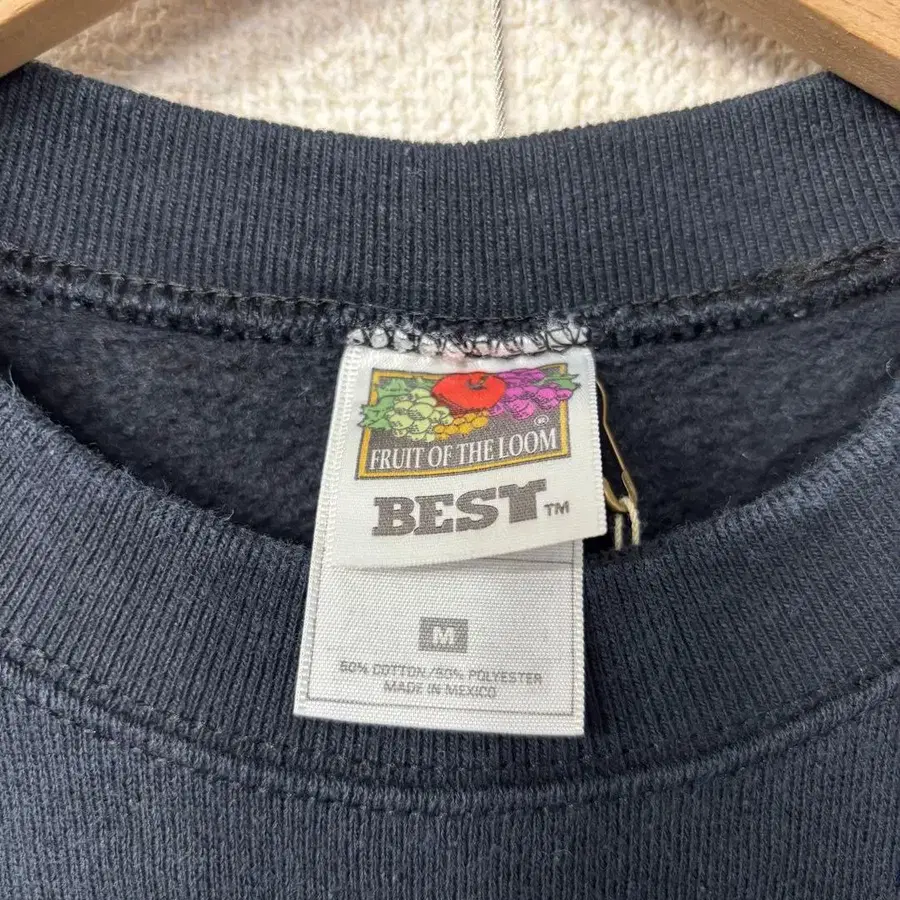 FRUIT OF THE LOOM ®
BEST™
M
50% COTTON/50% POLYESTER
MADE IN MEXICO